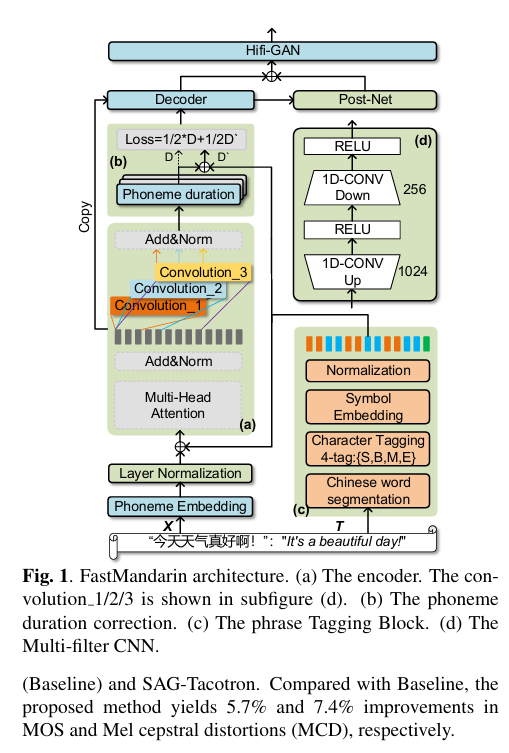 Hifi-GAN
Decoder
Post-Net
Loss=1/2*D+1/2D`
(b)
D
D`
Phoneme duration
(d)
RELU
1D-CONV
Down
256
RELU
1D-CONV
Up
1024
Copy
Add&Norm
Convolution_3
Convolution_2
Convolution_1
Add&Norm
Multi-Head
Attention
(a)
Normalization
Symbol
Embedding
Character Tagging
4-tag:{S,B,M,E}
Chinese word
segmentation
(c)
Layer Normalization
Phoneme Embedding
X
T
“今天天气真好啊！”："It's a beautiful day!"
Fig. 1. FastMandarin architecture. (a) The encoder. The con-
volution_1/2/3 is shown in subfigure (d). (b) The phoneme
duration correction. (c) The phrase Tagging Block. (d) The
Multi-filter CNN.
(Baseline) and SAG-Tacotron. Compared with Baseline, the
proposed method yields 5.7% and 7.4% improvements in
MOS and Mel cepstral distortions (MCD), respectively.